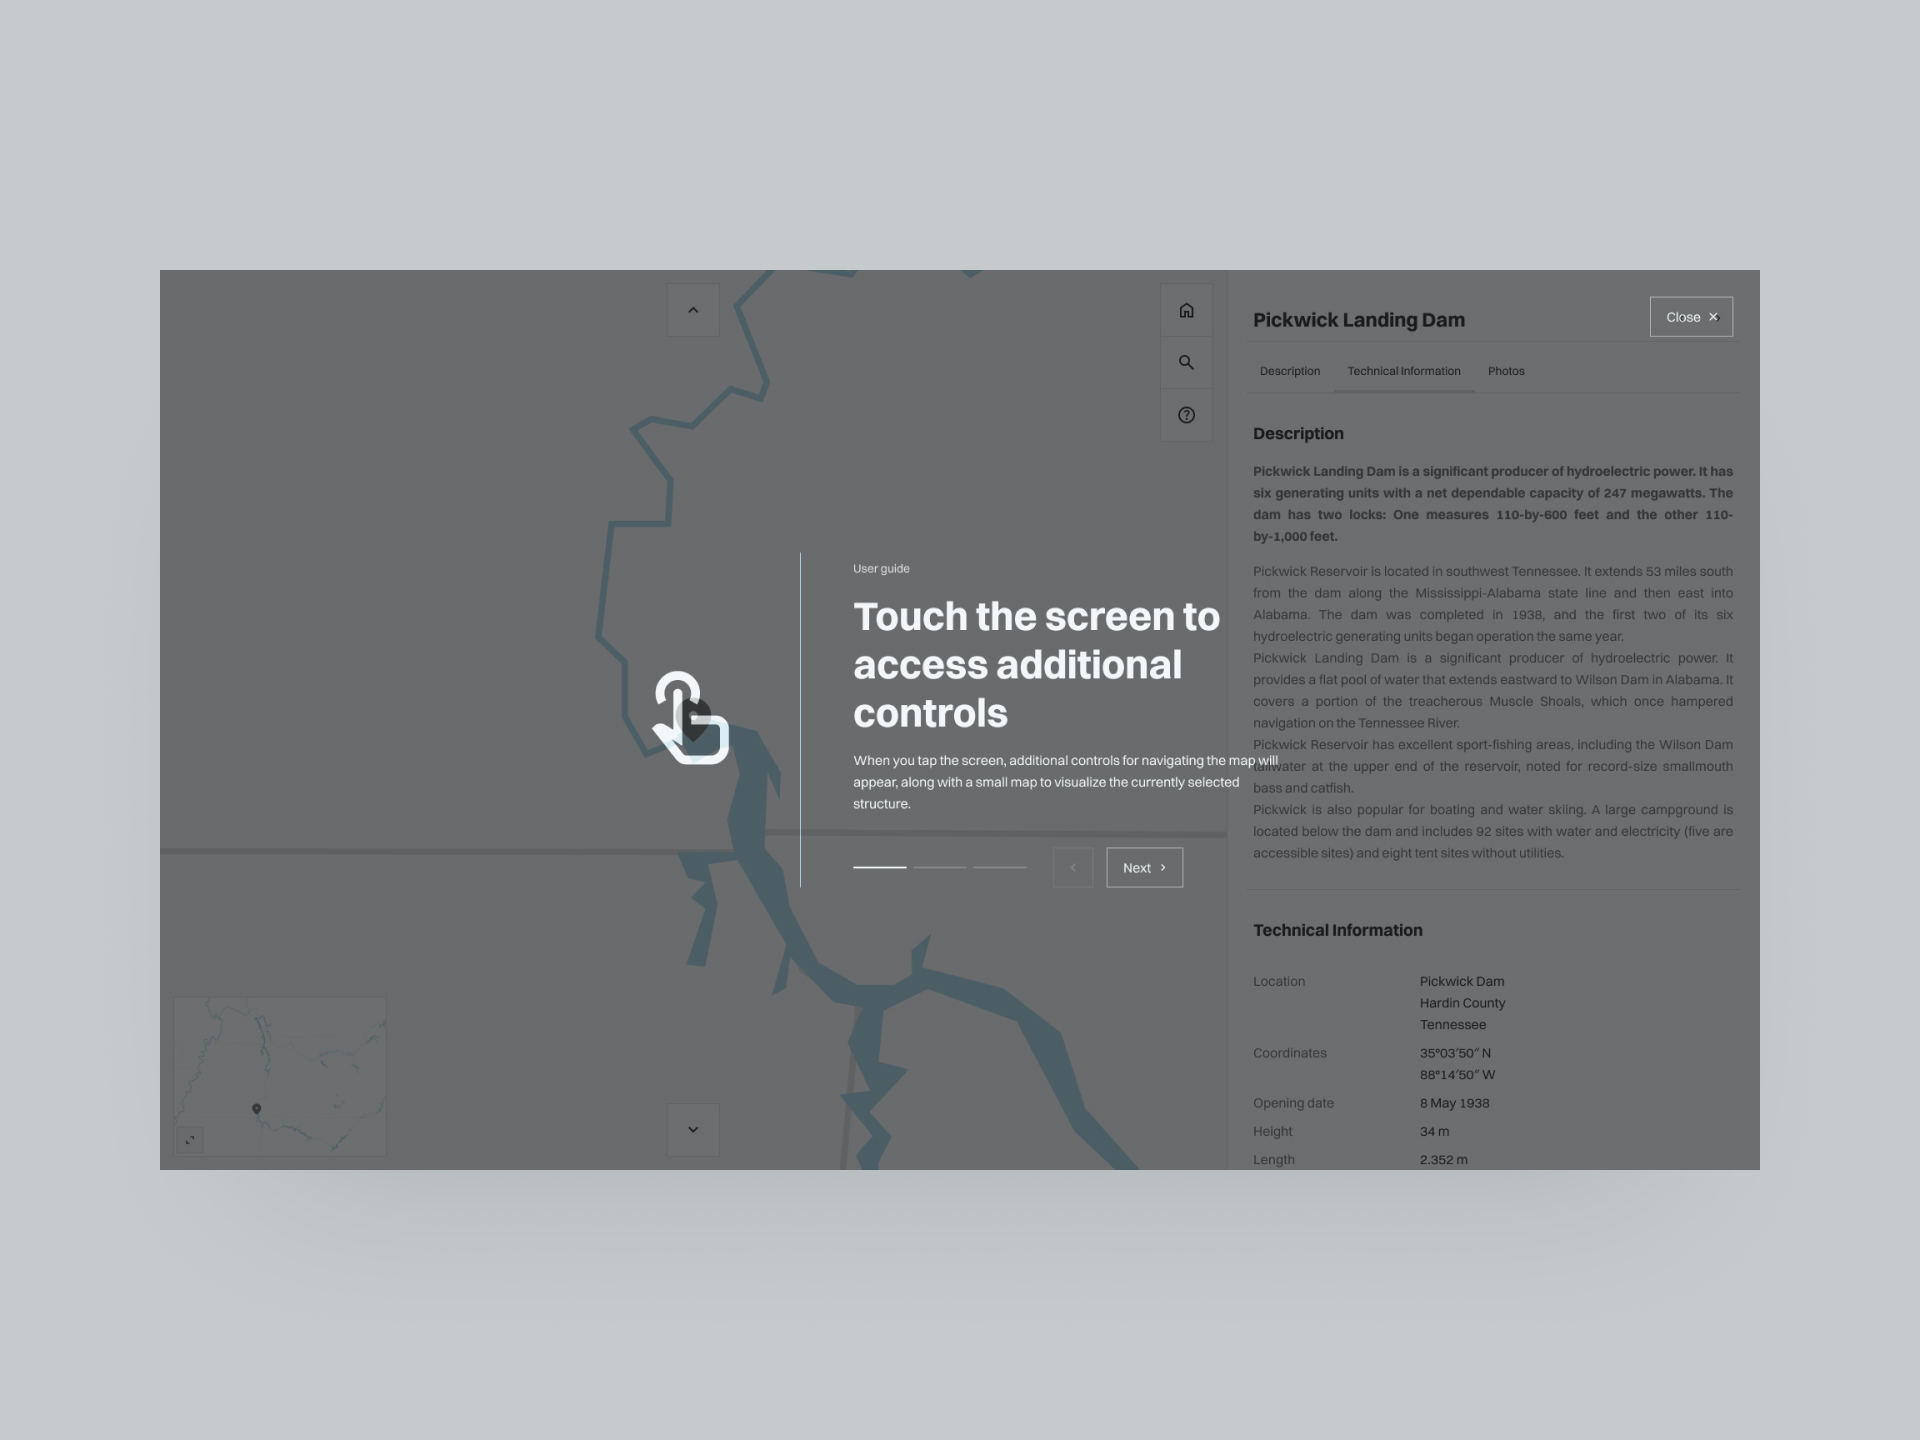 Pickwick Landing Dam
Close
Description
Technical Information
Photos
Description
Pickwick Landing Dam is a significant producer of hydroelectric power. It has
six generating units with a net dependable capacity of 247 megawatts. The
dam has two locks: One measures 110-by-600 feet and the other 110-
by-1,000 feet.
Pickwick Reservoir is located in southwest Tennessee. It extends 53 miles south
from the dam along the Mississippi-Alabama state line and then east into
Alabama. The dam was completed in 1938, and the first two of its six
hydroelectric generating units began operation the same year.
Pickwick Landing Dam is a significant producer of hydroelectric power. It
provides a flat pool of water that extends eastward to Wilson Dam in Alabama. It
covers a portion of the treacherous Muscle Shoals, which once hampered
navigation on the Tennessee River.
Pickwick Reservoir has excellent sport-fishing areas, including the Wilson Dam
tailwater at the upper end of the reservoir, noted for record-size smallmouth
bass and catfish.
Pickwick is also popular for boating and water skiing. A large campground is
located below the dam and includes 92 sites with water and electricity (five are
accessible sites) and eight tent sites without utilities.
User guide
Touch the screen to
access additional
controls
When you tap the screen, additional controls for navigating the map will
appear, along with a small map to visualize the currently selected
structure.
Next
Technical Information
Location
Pickwick Dam
Hardin County
Tennessee
Coordinates
35°03′50″ N
88°14′50″ W
Opening date
8 May 1938
Height
34 m
Length
2.352 m